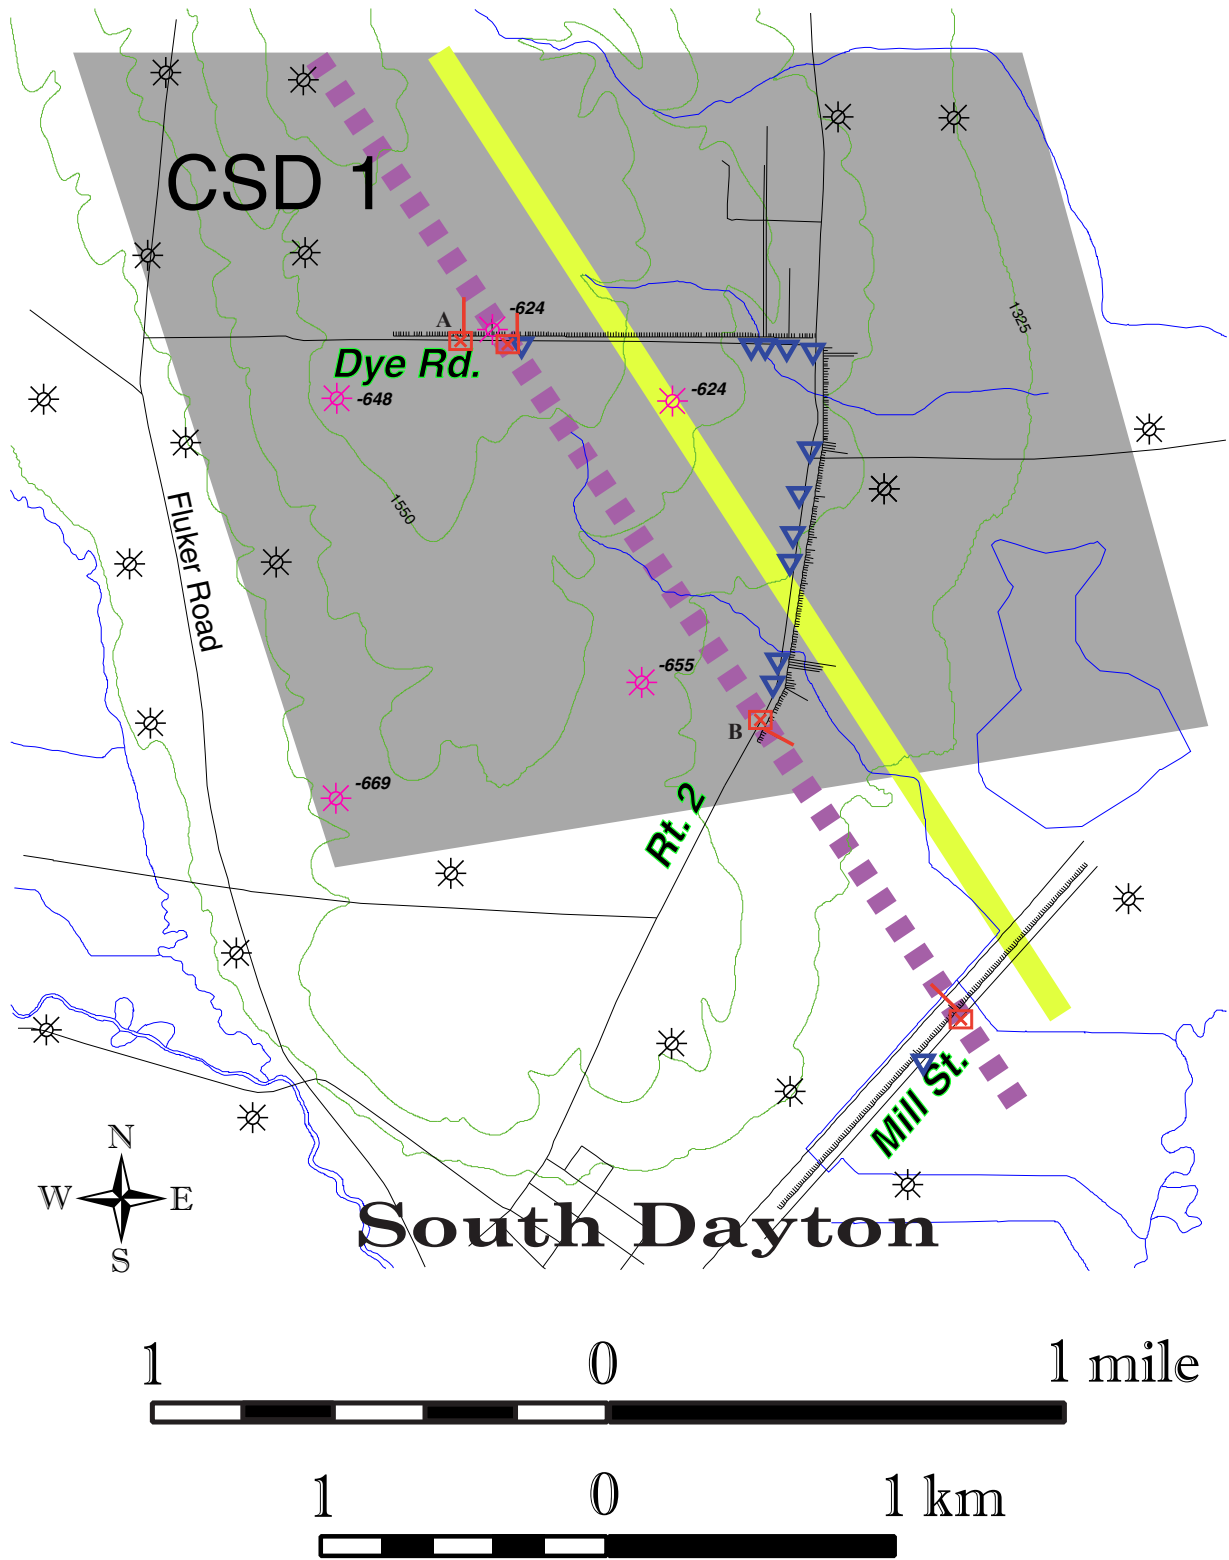 CSD 1
-624
A
Dye Rd.
1325
-648
-624
1550
Fluker Road
-655
B
-669
Rt. 2
Mill St.
N
W E
S
South Dayton
1 0 1 mile
1 0 1 km